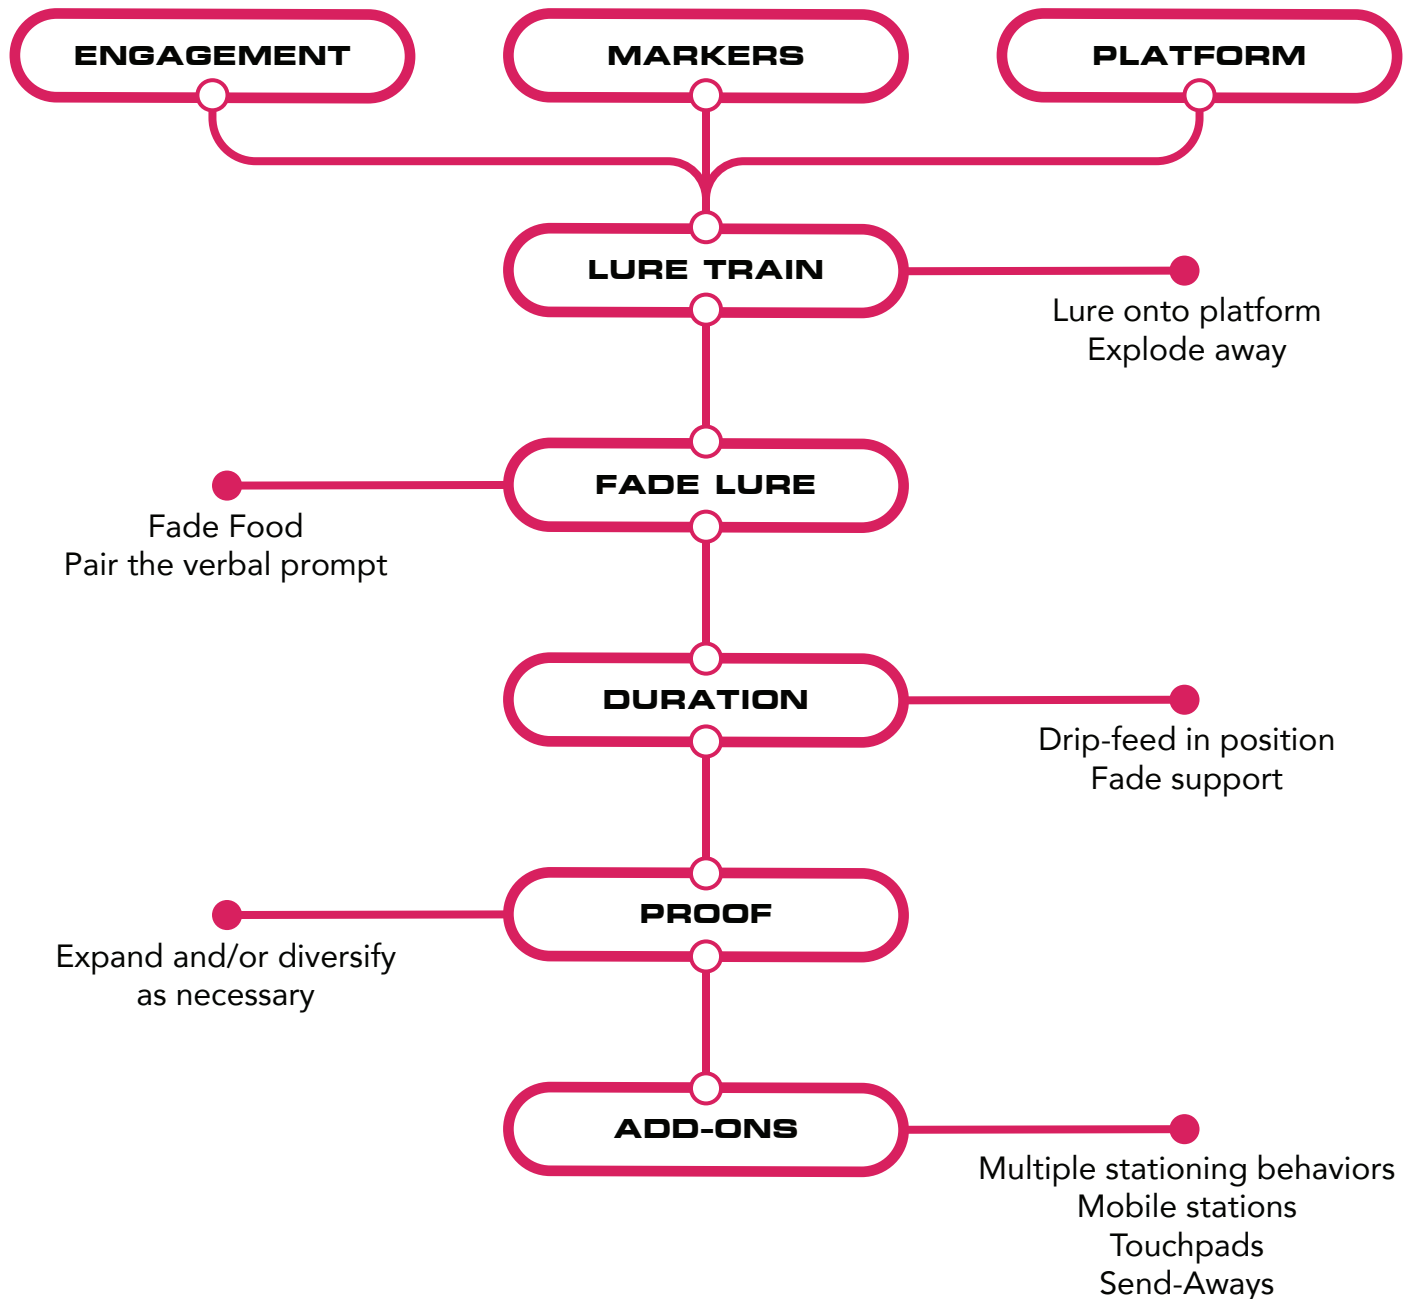 ENGAGEMENT
MARKERS
PLATFORM
LURE TRAIN
Lure onto platform
Explode away
FADE LURE
Fade Food
Pair the verbal prompt
DURATION
Drip-feed in position
Fade support
PROOF
Expand and/or diversify
as necessary
ADD-ONS
Multiple stationing behaviors
Mobile stations
Touchpads
Send-Aways